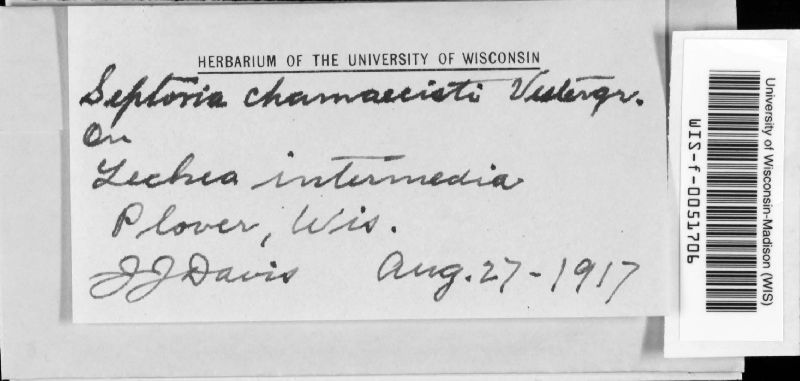 HERBARIUM OF THE UNIVERSITY OF WISCONSIN
Septoria chamaecisti Vestergr.
On
Lechea intermedia
Plover, Wis.
JJ Davis Aug. 27-1917
University of Wisconsin-Madison (WIS)
WIS-f-0051706